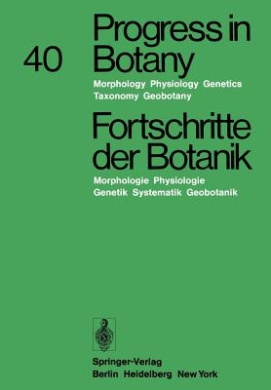 40
Progress in
Botany
Morphology Physiology Genetics
Taxonomy Geobotany
Fortschritte
der Botanik
Morphologie Physiologie
Genetik Systematik Geobotanik
Springer-Verlag
Berlin Heidelberg New York